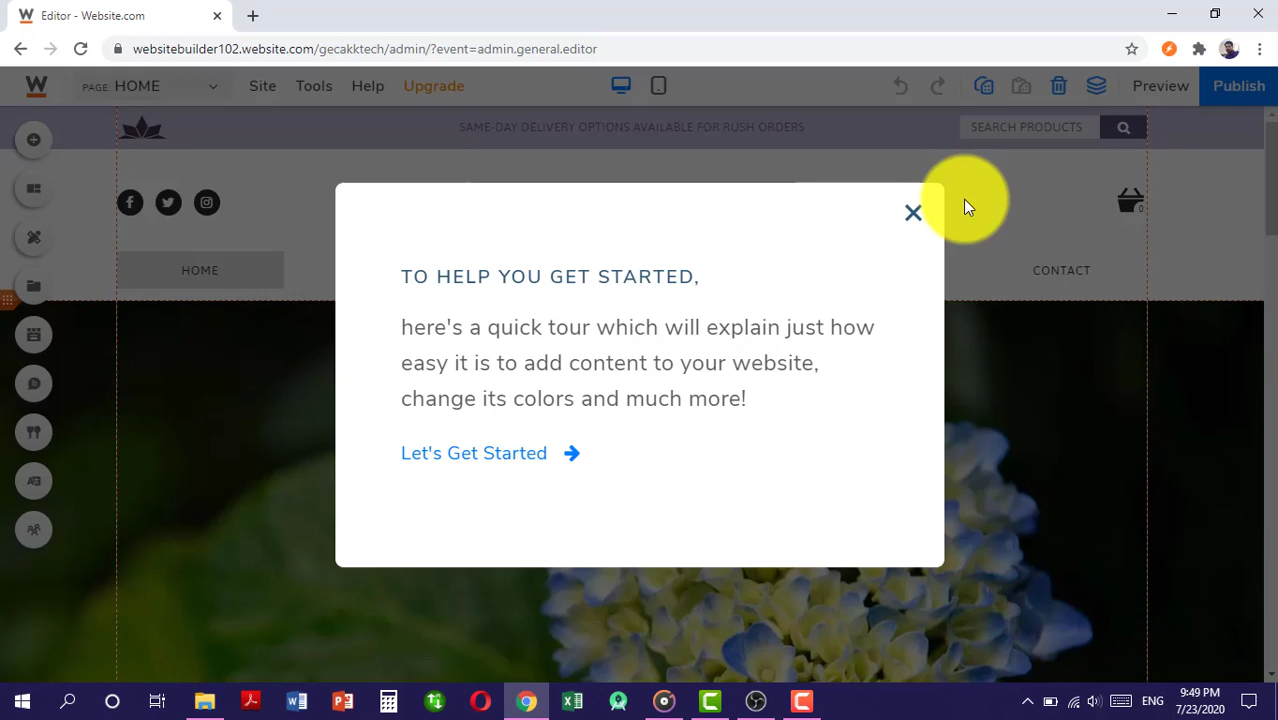 Editor - Website.com
websitebuilder102.website.com/gecakktech/admin/?event=admin.general.editor
PAGE: HOME Site Tools Help Upgrade Preview Publish
SAME-DAY DELIVERY OPTIONS AVAILABLE FOR RUSH ORDERS SEARCH PRODUCTS
0
HOME CONTACT
TO HELP YOU GET STARTED,
here's a quick tour which will explain just how
easy it is to add content to your website,
change its colors and much more!
Let's Get Started
ENG
9:49 PM
7/23/2020